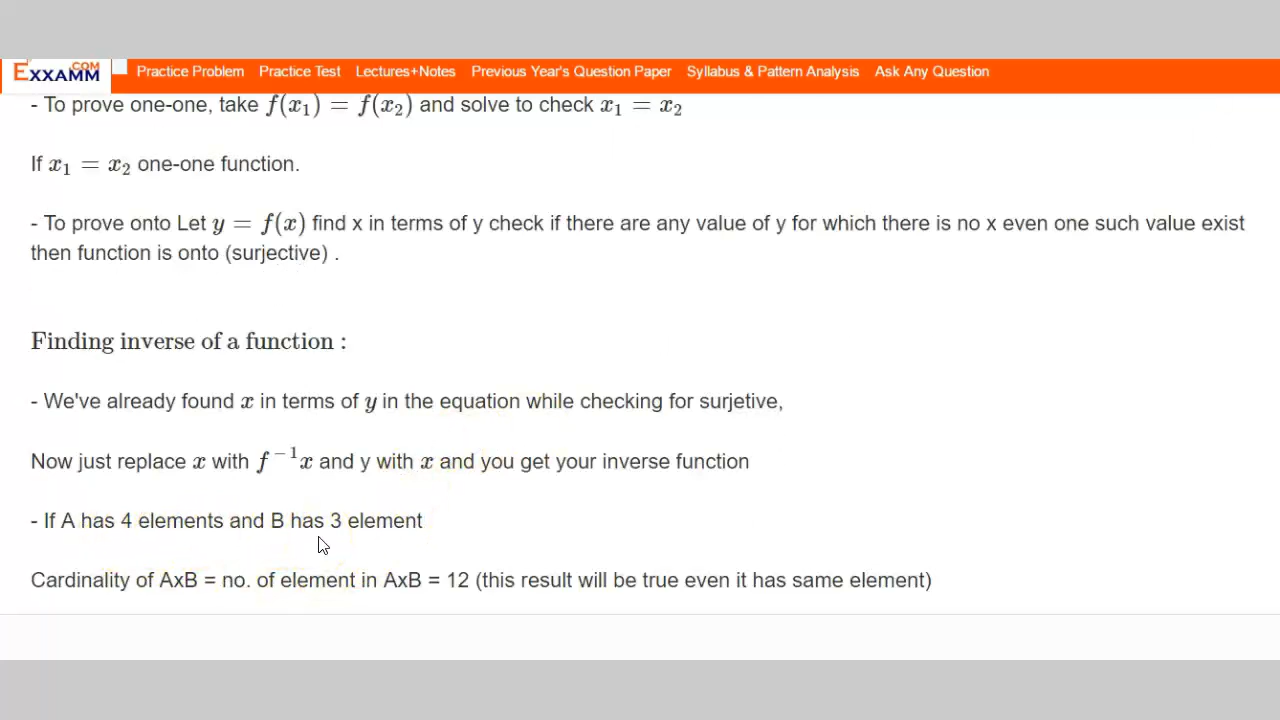 EXXAMM.COM Practice Problem Practice Test Lectures+Notes Previous Year's Question Paper Syllabus & Pattern Analysis Ask Any Question
- To prove one-one, take f(x₁) = f(x₂) and solve to check x₁ = x₂
If x₁ = x₂ one-one function.
- To prove onto Let y = f(x) find x in terms of y check if there are any value of y for which there is no x even one such value exist
then function is onto (surjective) .
Finding inverse of a function :
- We've already found x in terms of y in the equation while checking for surjetive,
Now just replace x with f⁻¹x and y with x and you get your inverse function
- If A has 4 elements and B has 3 element
Cardinality of AxB = no. of element in AxB = 12 (this result will be true even it has same element)